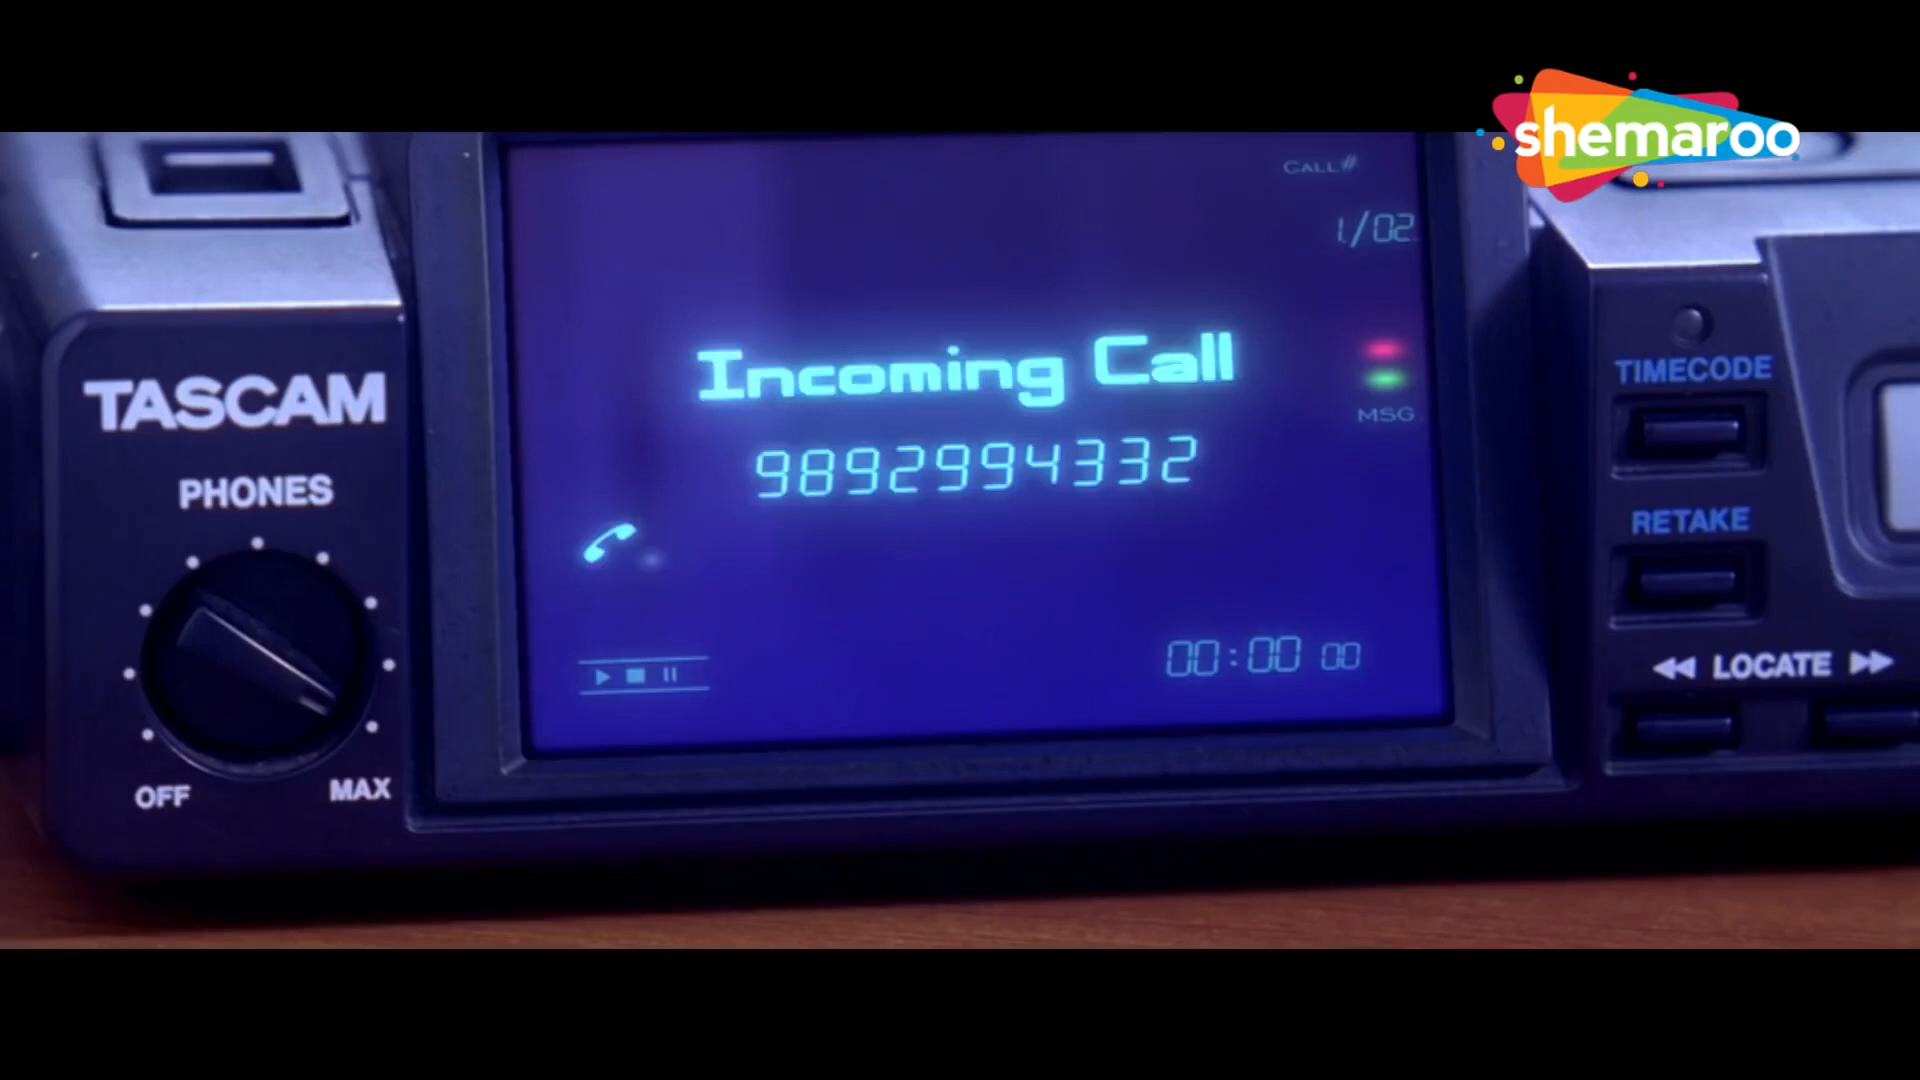 shemaroo
CALL#
1/02
Incoming Call
9892994332
MSG
00:00 00
TASCAM
PHONES
OFF
MAX
TIMECODE
RETAKE
LOCATE